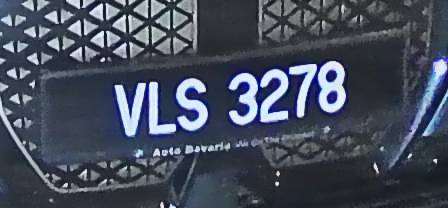 VLS 3278
Auto Bavaria